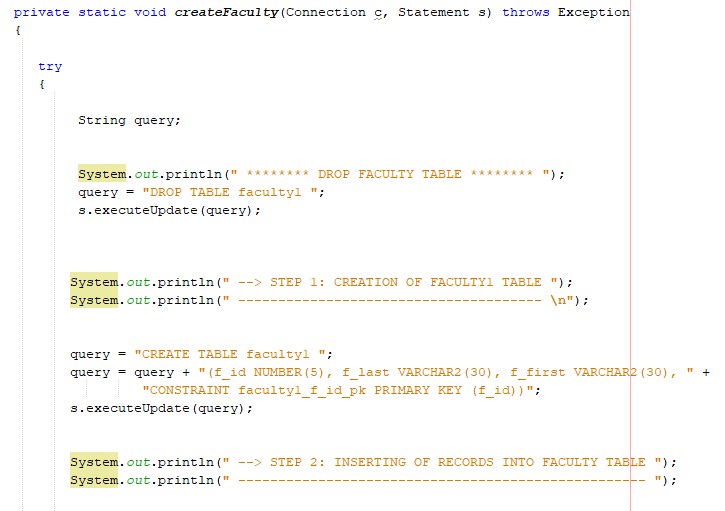 private static void createFaculty(Connection c, Statement s) throws Exception
{
try
{
String query;
System.out.println(" ******** DROP FACULTY TABLE ******** ");
query = "DROP TABLE faculty1 ";
s.executeUpdate(query);
System.out.println(" --> STEP 1: CREATION OF FACULTY1 TABLE ");
System.out.println(" -------------------------------------- \n");
query = "CREATE TABLE faculty1 ";
query = query + "(f_id NUMBER(5), f_last VARCHAR2(30), f_first VARCHAR2(30), " +
"CONSTRAINT faculty1_f_id_pk PRIMARY KEY (f_id))";
s.executeUpdate(query);
System.out.println(" --> STEP 2: INSERTING OF RECORDS INTO FACULTY TABLE ");
System.out.println(" --------------------------------------------------- ");